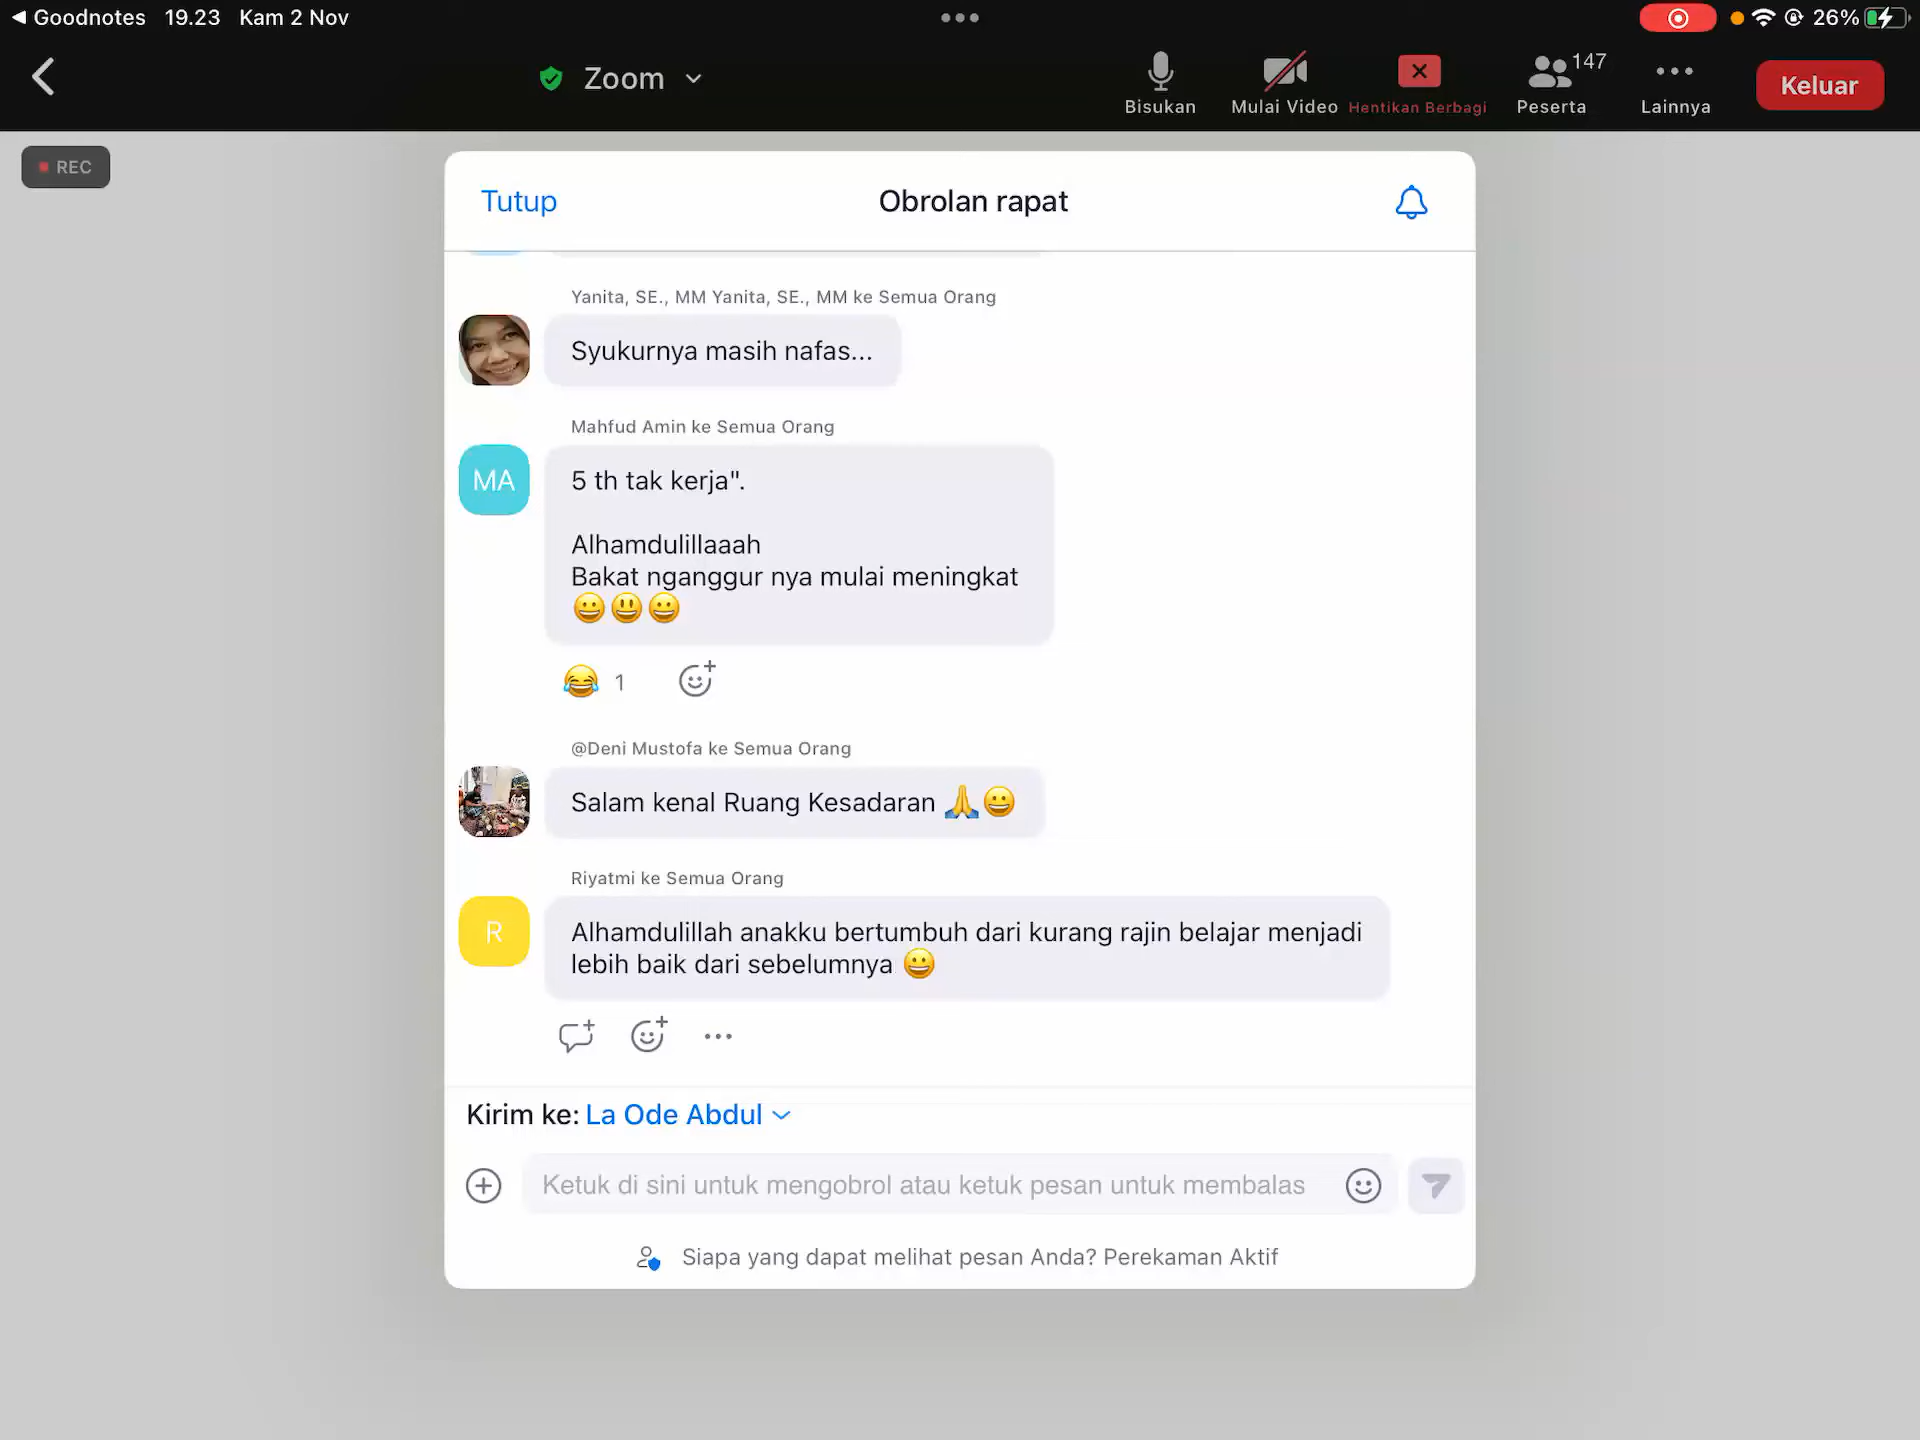 Goodnotes 19.23 Kam 2 Nov
26%
Zoom
147
Bisukan
Mulai Video
Hentikan Berbagi
Peserta
Lainnya
Keluar
REC
Tutup
Obrolan rapat
Yanita, SE., MM Yanita, SE., MM ke Semua Orang
Syukurnya masih nafas...
Mahfud Amin ke Semua Orang
MA
5 th tak kerja".
Alhamdulillaaah
Bakat nganggur nya mulai meningkat
😀😃😀
😂 1
@Deni Mustofa ke Semua Orang
Salam kenal Ruang Kesadaran 🙏😀
Riyatmi ke Semua Orang
R
Alhamdulillah anakku bertumbuh dari kurang rajin belajar menjadi
lebih baik dari sebelumnya 😀
Kirim ke: La Ode Abdul
Ketuk di sini untuk mengobrol atau ketuk pesan untuk membalas
Siapa yang dapat melihat pesan Anda? Perekaman Aktif